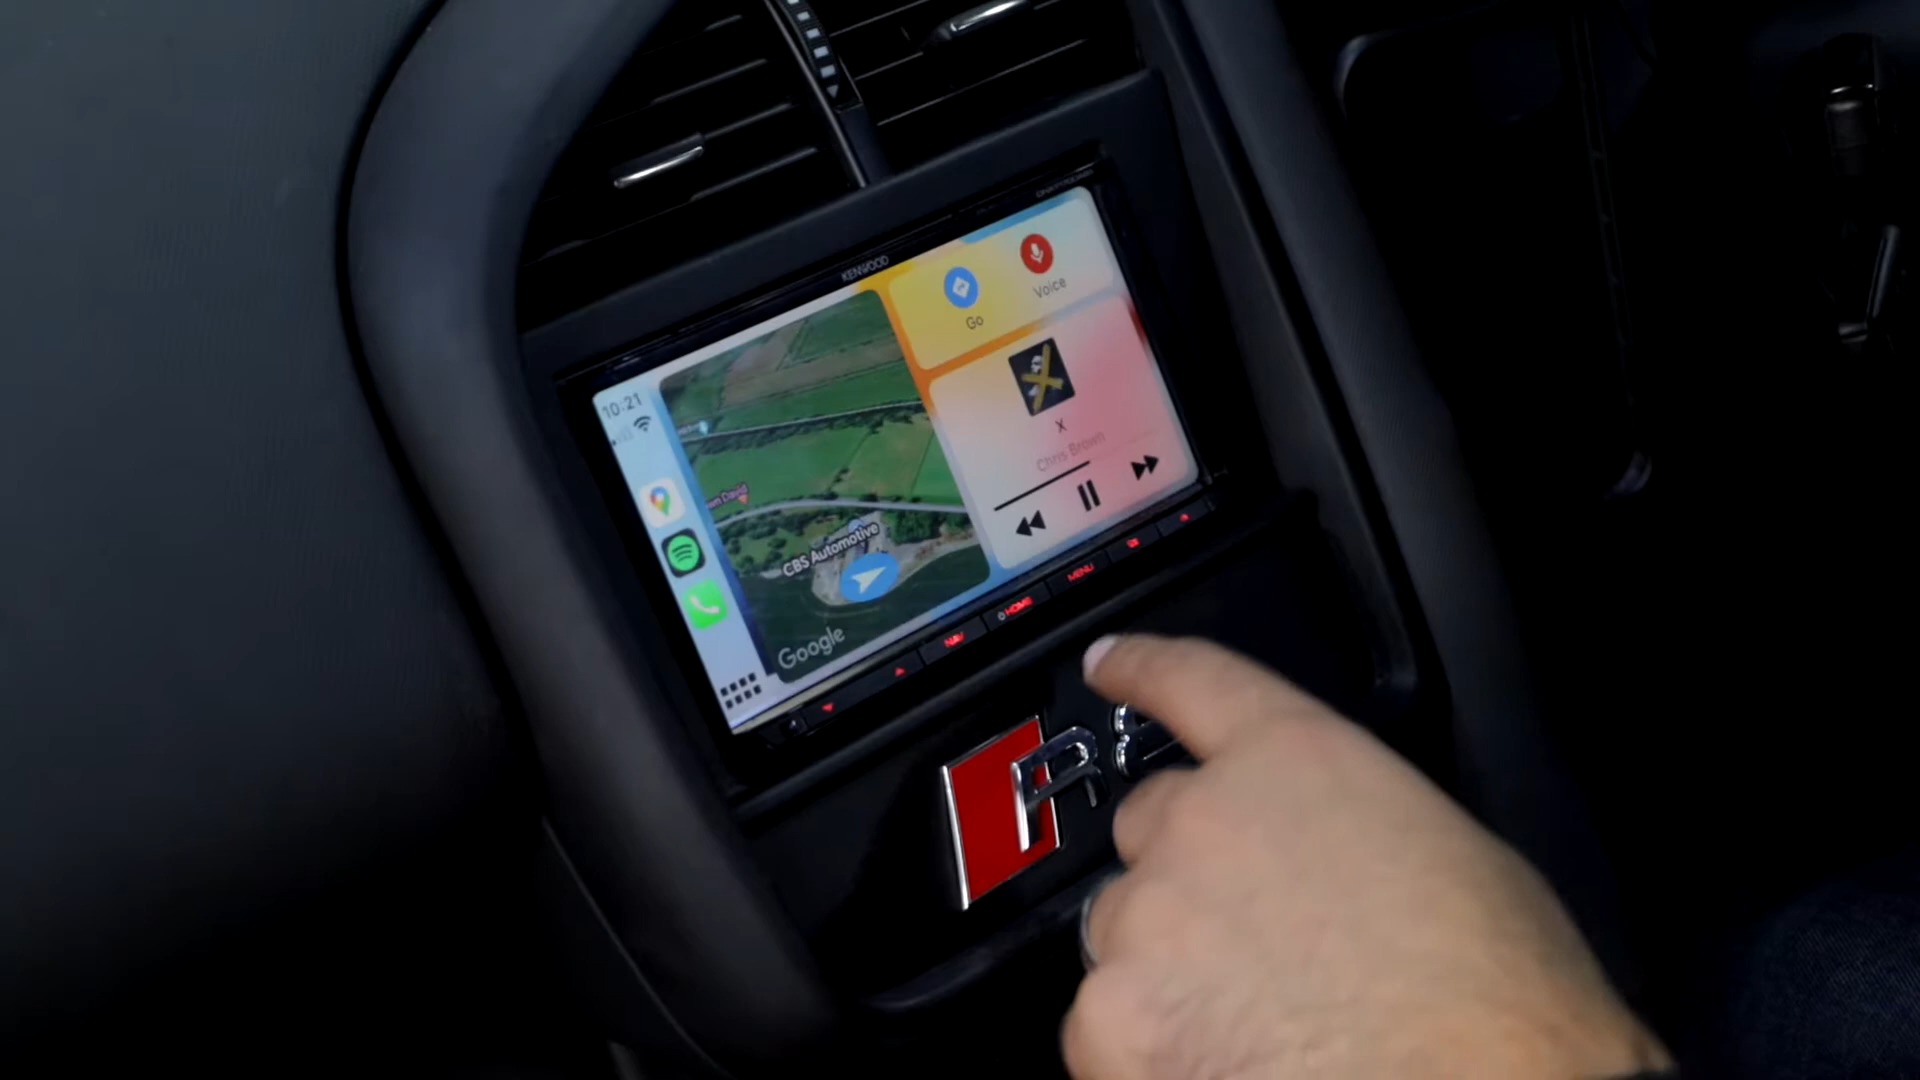 KENWOOD
10:21
Go
Voice
X
Chris Brown
CBS Automotive
Google
NAV
HOME
MENU
R8